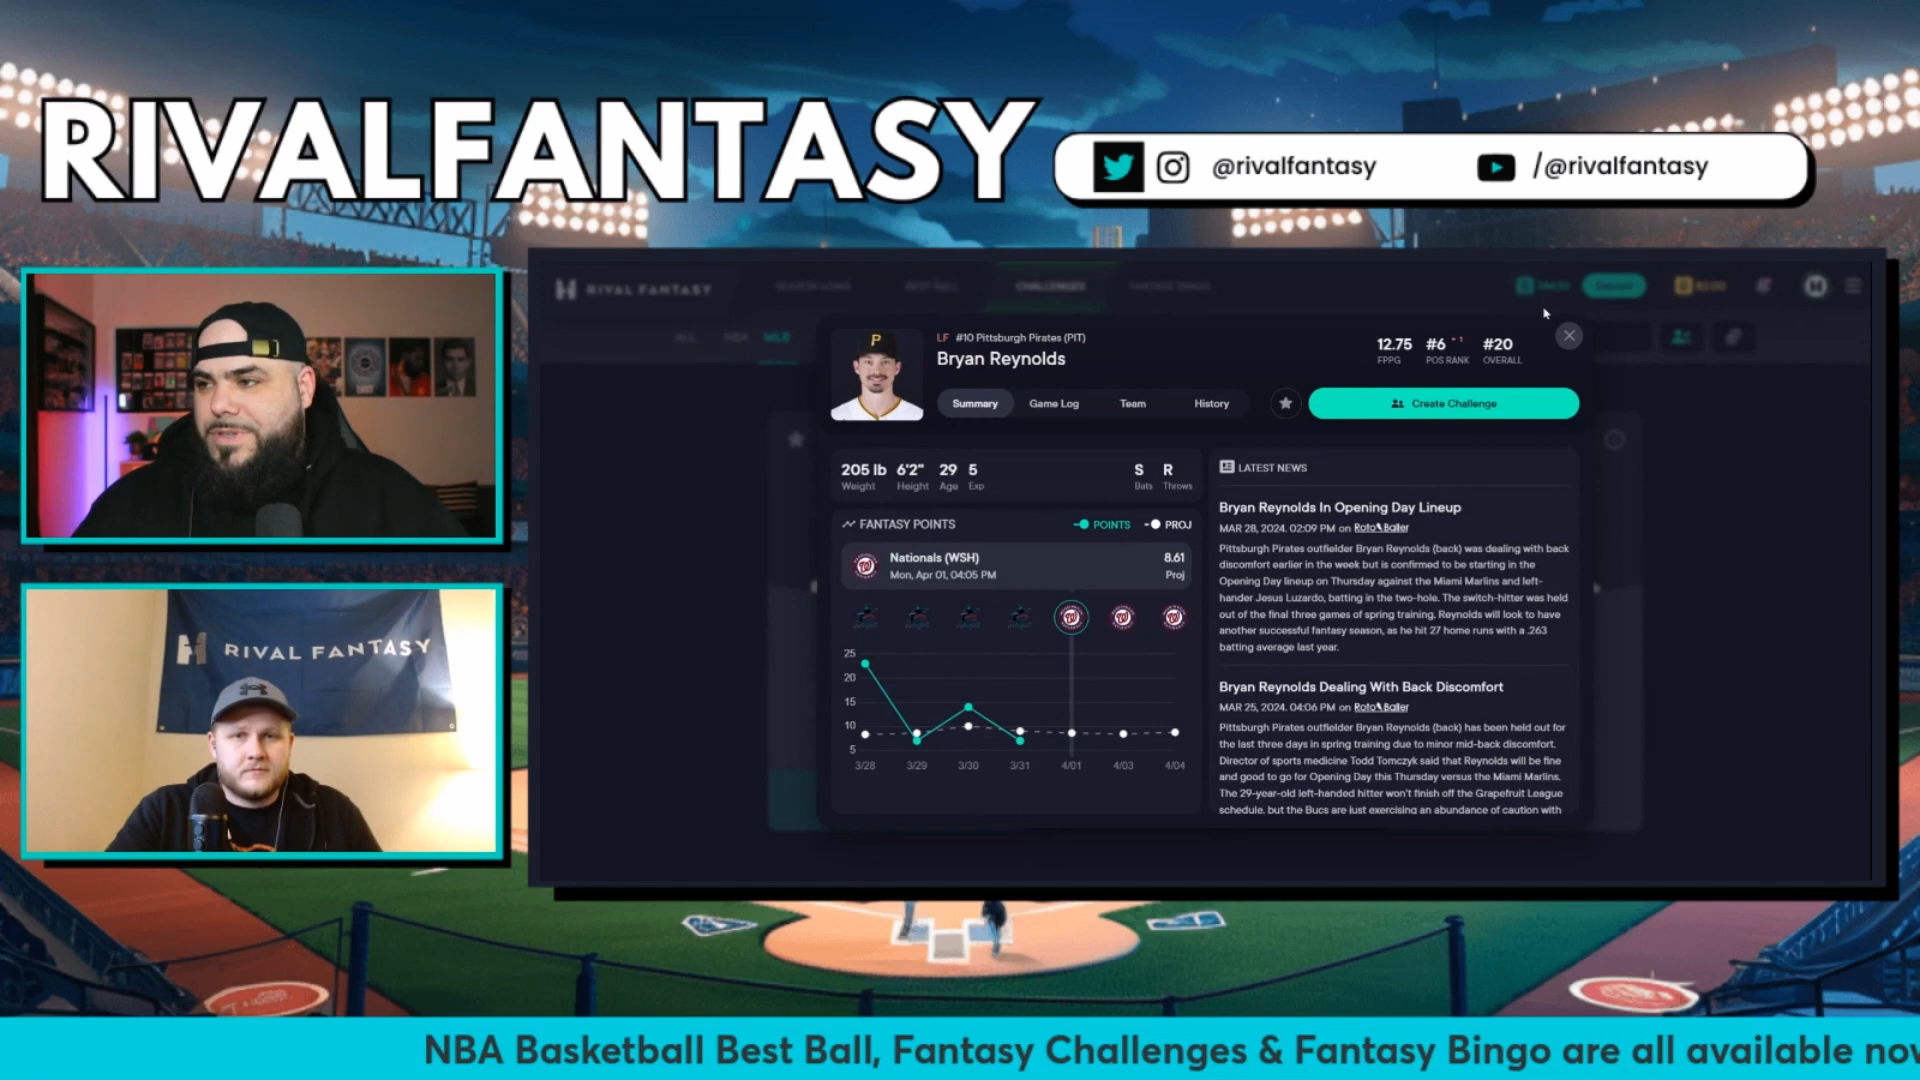 RIVALFANTASY
@rivalfantasy
/@rivalfantasy
RIVAL FANTASY
SEASON LONG
BEST BALL
CHALLENGES
FANTASY BINGO
ALL
NBA
MLB
P
LF #10 Pittsburgh Pirates (PIT)
Bryan Reynolds
12.75
FPPG
#6
POS RANK
#20
OVERALL
Summary
Game Log
Team
History
Create Challenge
205 lb
Weight
6'2"
Height
29
Age
5
Exp
S
Bats
R
Throws
FANTASY POINTS
POINTS
PROJ
Nationals (WSH)
Mon, Apr 01, 04:05 PM
8.61
Proj
25
20
15
10
5
3/28
3/29
3/30
3/31
4/01
4/03
4/04
LATEST NEWS
Bryan Reynolds In Opening Day Lineup
MAR 28, 2024, 02:09 PM on RotoBaller
Pittsburgh Pirates outfielder Bryan Reynolds (back) was dealing with back
discomfort earlier in the week but is confirmed to be starting in the
Opening Day lineup on Thursday against the Miami Marlins and left-
hander Jesus Luzardo, batting in the two-hole. The switch-hitter was held
out of the final three games of spring training. Reynolds will look to have
another successful fantasy season, as he hit 27 home runs with a .263
batting average last year.
Bryan Reynolds Dealing With Back Discomfort
MAR 25, 2024, 04:06 PM on RotoBaller
Pittsburgh Pirates outfielder Bryan Reynolds (back) has been held out for
the last three days in spring training due to minor mid-back discomfort.
Director of sports medicine Todd Tomczyk said that Reynolds will be fine
and good to go for Opening Day this Thursday versus the Miami Marlins.
The 29-year-old left-handed hitter won't finish off the Grapefruit League
schedule, but the Bucs are just exercising an abundance of caution with
RIVAL FANTASY
NBA Basketball Best Ball, Fantasy Challenges & Fantasy Bingo are all available now